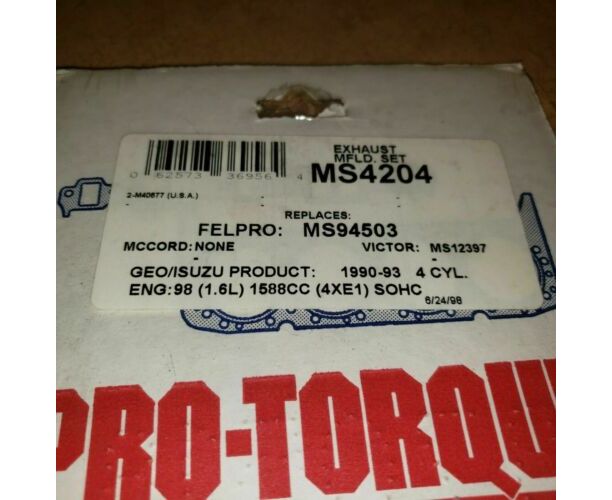 EXHAUST
MFLD. SET
0 62573 36956 4 MS4204
2-M40677 (U.S.A.) - - -
- - - -
REPLACES:
FELPRO: MS94503
MCCORD: NONE VICTOR: MS12397
- -
GEO/ISUZU PRODUCT: 1990-93 4 CYL.
ENG:98 (1.6L) 1588CC (4XE1) SOHC
6/24/98
PRO-TORQU